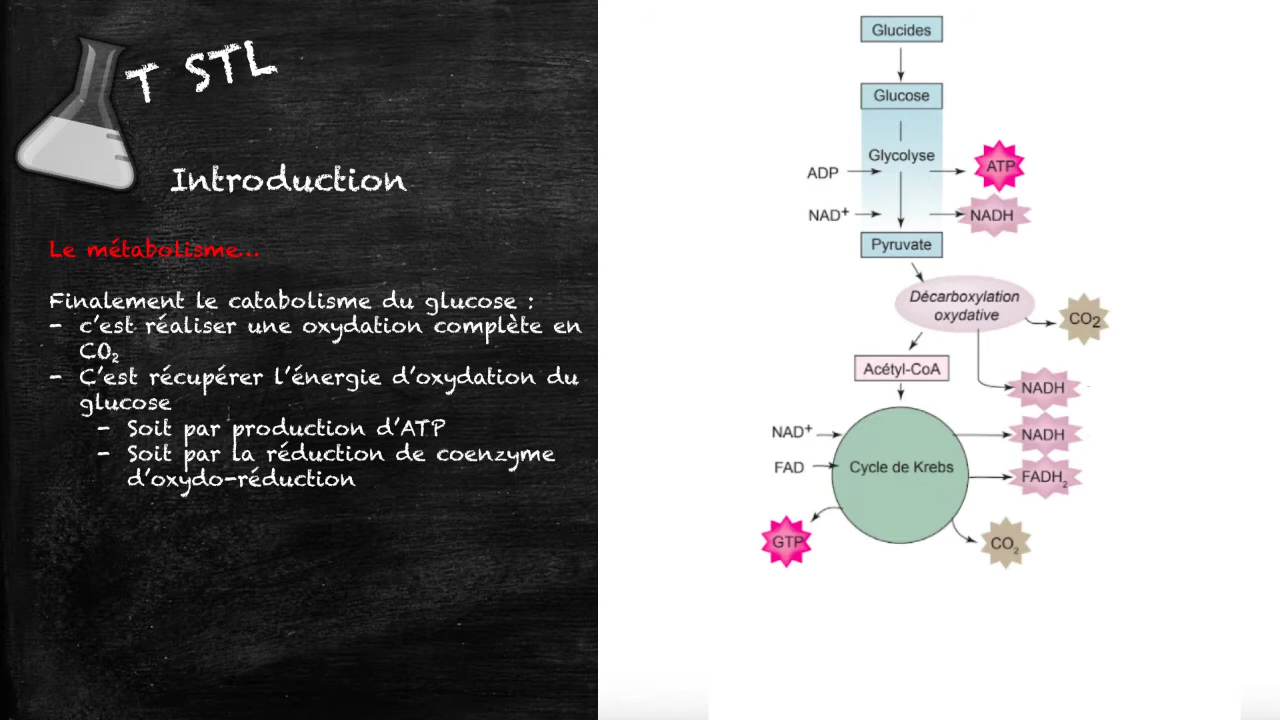 T STL
Introduction
Le métabolisme...
Finalement le catabolisme du glucose :
- c'est réaliser une oxydation complète en
CO₂
- C'est récupérer l'énergie d'oxydation du
glucose
- Soit par production d'ATP
- Soit par la réduction de coenzyme
d'oxydo-réduction
Glucides
Glucose
Glycolyse
ADP
ATP
NAD⁺
NADH
Pyruvate
Décarboxylation
oxydative
CO₂
Acétyl-CoA
NADH
NAD⁺
NADH
FAD
Cycle de Krebs
FADH₂
GTP
CO₂